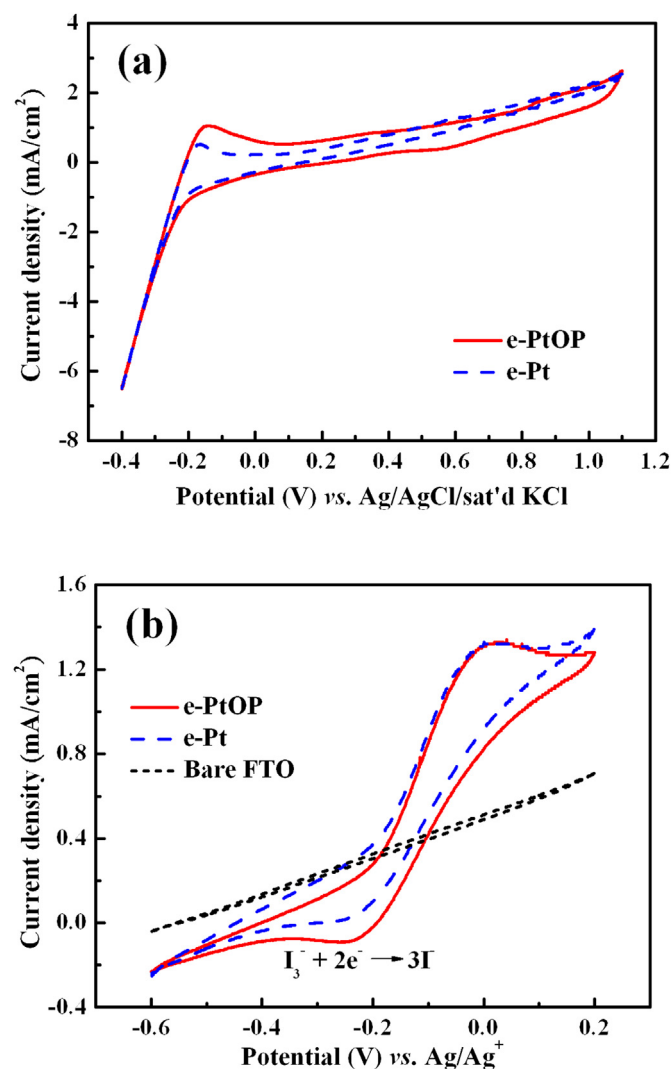 (a)
Current density (mA/cm²)
4
2
0
-2
-4
-6
-8
e-PtOP
e-Pt
-0.4 -0.2 0.0 0.2 0.4 0.6 0.8 1.0 1.2
Potential (V) vs. Ag/AgCl/sat'd KCl
(b)
Current density (mA/cm²)
1.6
1.2
0.8
0.4
0.0
-0.4
e-PtOP
e-Pt
Bare FTO
I₃⁻ + 2e⁻ → 3I⁻
-0.6 -0.4 -0.2 0.0 0.2
Potential (V) vs. Ag/Ag⁺